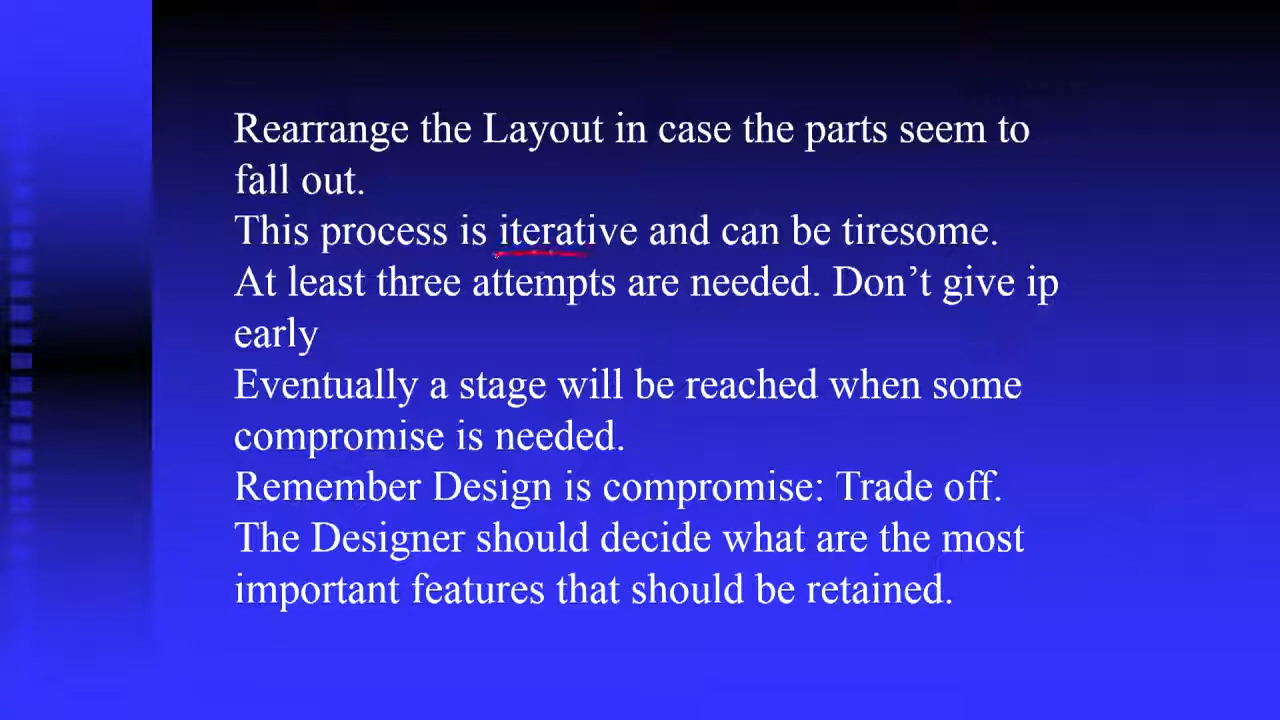 Rearrange the Layout in case the parts seem to
fall out.
This process is iterative and can be tiresome.
At least three attempts are needed. Don’t give ip
early
Eventually a stage will be reached when some
compromise is needed.
Remember Design is compromise: Trade off.
The Designer should decide what are the most
important features that should be retained.